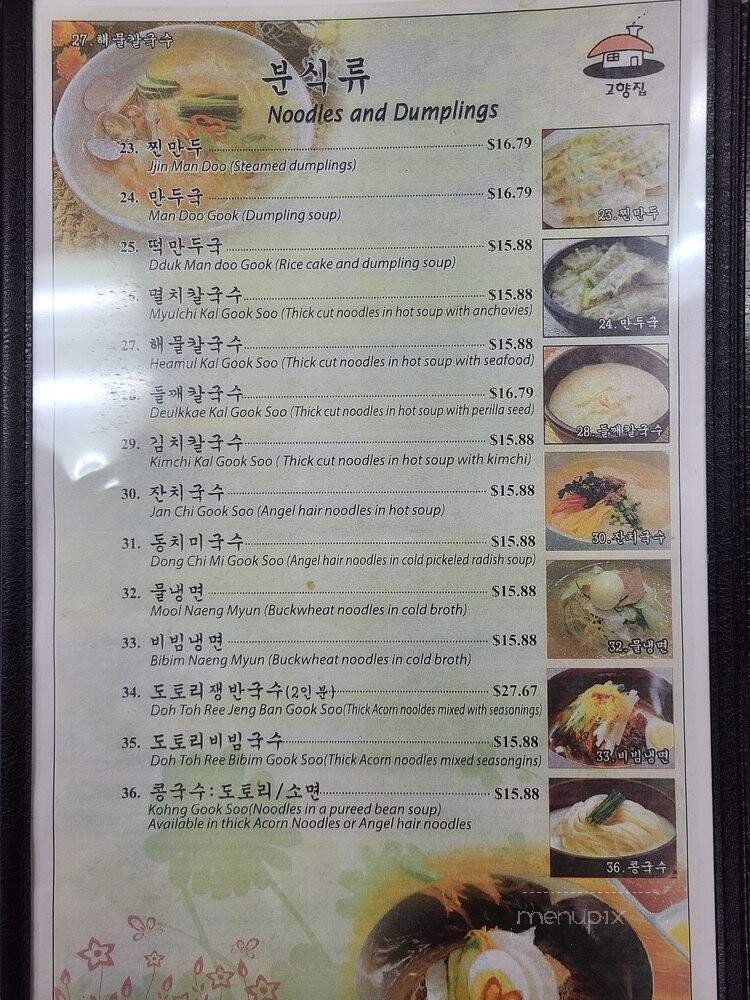 27.해물칼국수
고향집
분식류
Noodles and Dumplings
23. 찐만두 $16.79
Jjin Man Doo (Steamed dumplings)
23.찐만두
24. 만두국 $16.79
Man Doo Gook (Dumpling soup)
25. 떡만두국 $15.88
Dduk Man doo Gook (Rice cake and dumpling soup)
26. 멸치칼국수 $15.88
Myulchi Kal Gook Soo (Thick cut noodles in hot soup with anchovies)
24.만두국
27. 해물칼국수 $15.88
Heamul Kal Gook Soo (Thick cut noodles in hot soup with seafood)
28. 들깨칼국수 $16.79
Deulkkae Kal Gook Soo (Thick cut noodles in hot soup with perilla seed)
28.들깨칼국수
29. 김치칼국수 $15.88
Kimchi Kal Gook Soo ( Thick cut noodles in hot soup with kimchi)
30. 잔치국수 $15.88
Jan Chi Gook Soo (Angel hair noodles in hot soup)
30.잔치국수
31. 동치미국수 $15.88
Dong Chi Mi Gook Soo (Angel hair noodles in cold pickeled radish soup)
32. 물냉면 $15.88
Mool Naeng Myun (Buckwheat noodles in cold broth)
32.물냉면
33. 비빔냉면 $15.88
Bibim Naeng Myun (Buckwheat noodles in cold broth)
34. 도토리쟁반국수(2인분) $27.67
Doh Toh Ree Jeng Ban Gook Soo(Thick Acorn nooldes mixed with seasonings)
33.비빔냉면
35. 도토리비빔국수 $15.88
Doh Toh Ree Bibim Gook Soo(Thick Acorn noodles mixed seasongins)
36. 콩국수:도토리/소면 $15.88
Kohng Gook Soo(Noodles in a pureed bean soup)
Available in thick Acorn Noodles or Angel hair noodles
36.콩국수
menupix